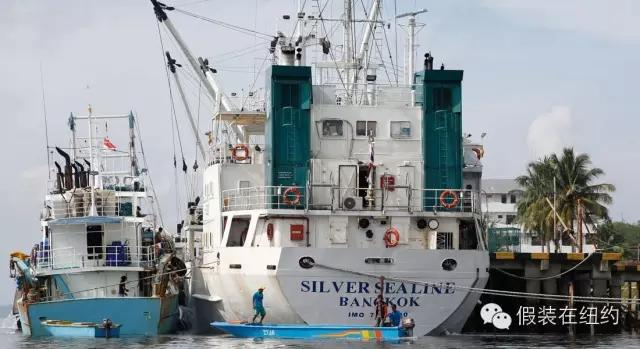 SILVER SEALINE
BANGKOK
IMO
假装在纽约